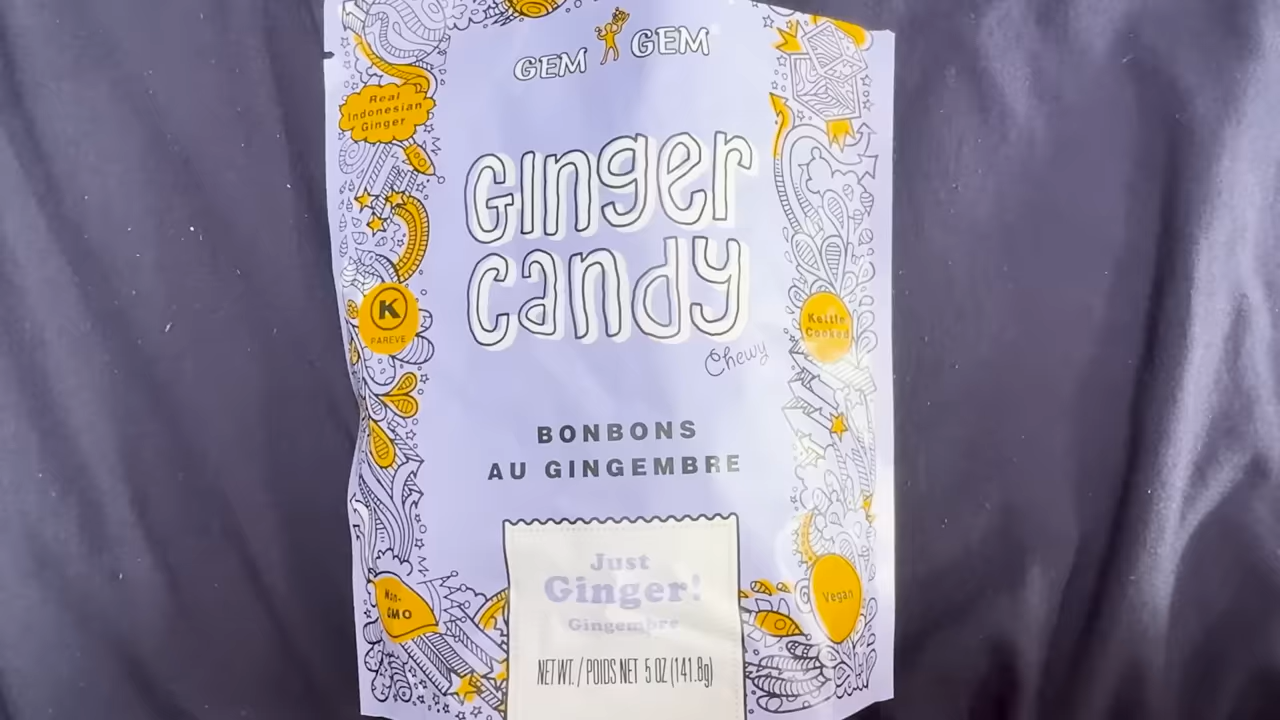 GEM GEM
Real
Indonesian
Ginger
Ginger
Candy
Chewy
K
PAREVE
Kettle
Cooked
BONBONS
AU GINGEMBRE
Just
Ginger!
Gingembre
NET WT. / POIDS NET 5 OZ (141.8g)
Non-
GMO
Vegan